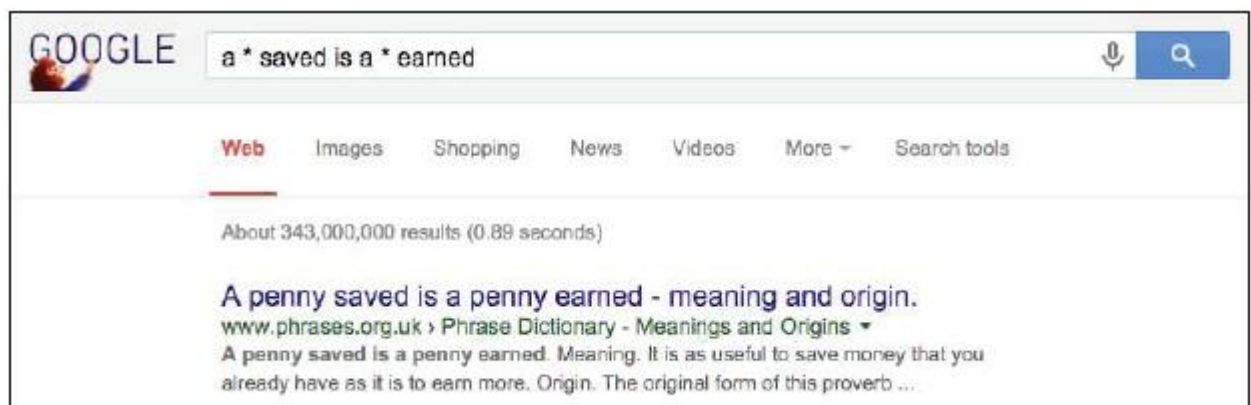 GOOGLE
a * saved is a * earned
Web Images Shopping News Videos More Search tools
About 343,000,000 results (0.89 seconds)
A penny saved is a penny earned - meaning and origin.
www.phrases.org.uk › Phrase Dictionary - Meanings and Origins
A penny saved is a penny earned. Meaning. It is as useful to save money that you
already have as it is to earn more. Origin. The original form of this proverb ...